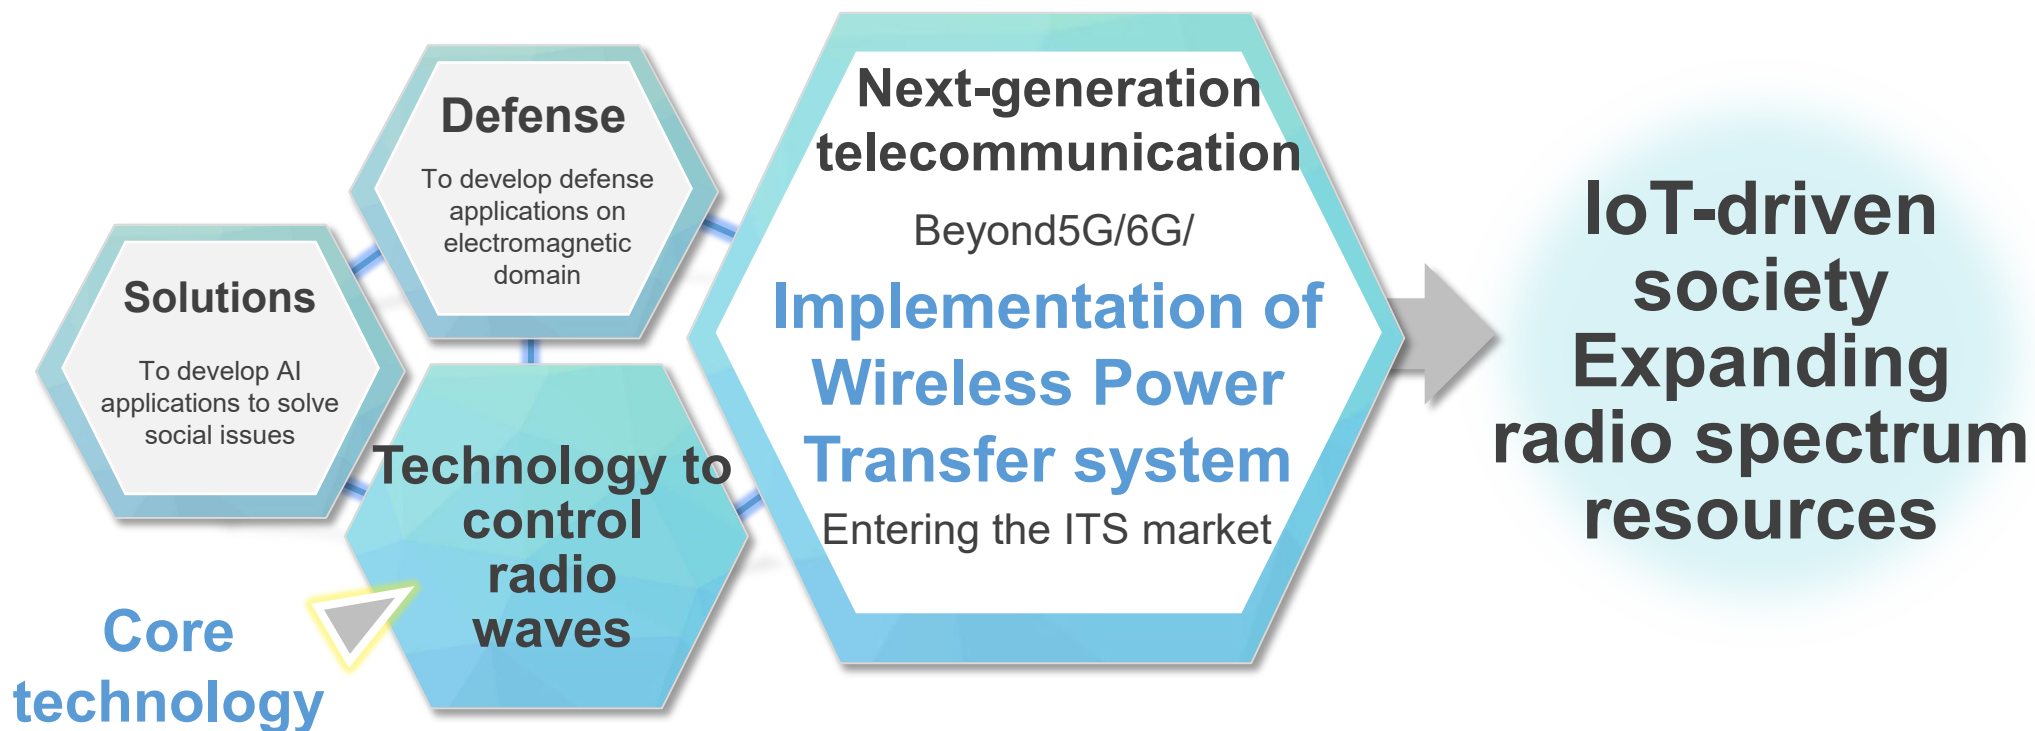 Defense
To develop defense
applications on
electromagnetic
domain
Solutions
To develop AI
applications to solve
social issues
Technology to
control
radio
waves
Core
technology
Next-generation
telecommunication
Beyond5G/6G/
Implementation of
Wireless Power
Transfer system
Entering the ITS market
IoT-driven
society
Expanding
radio spectrum
resources